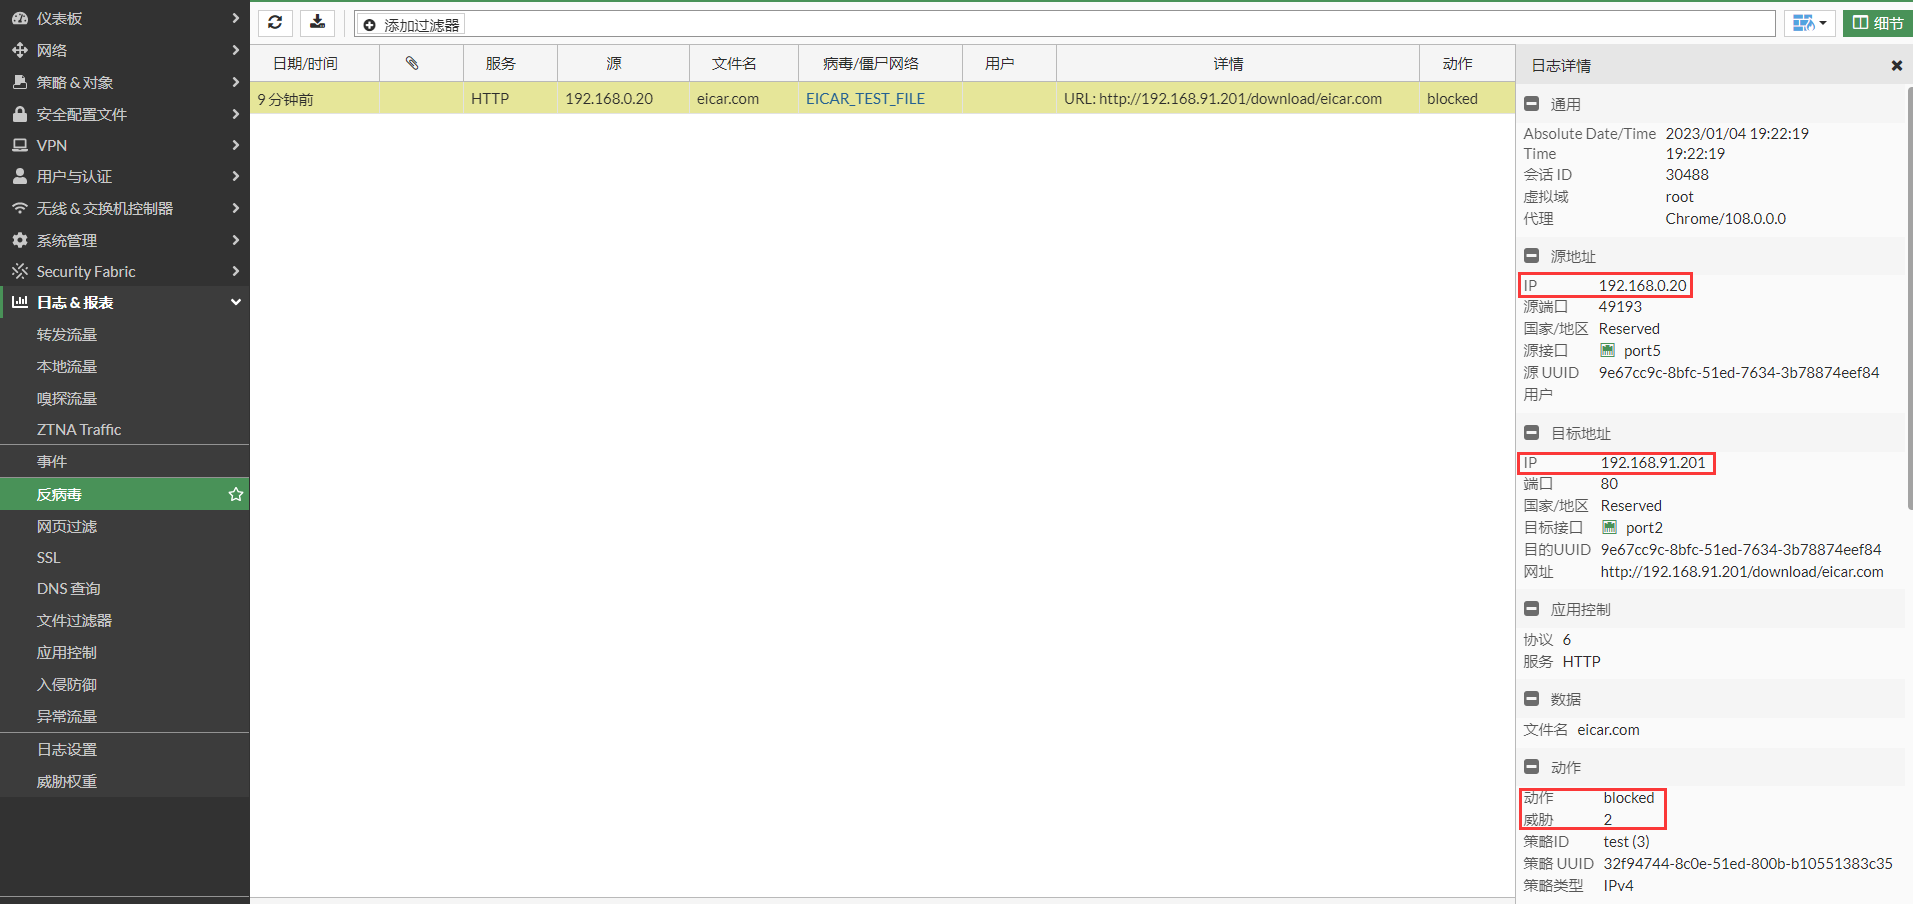 仪表板
网络
策略 & 对象
安全配置文件
VPN
用户与认证
无线 & 交换机控制器
系统管理
Security Fabric
日志 & 报表
转发流量
本地流量
嗅探流量
ZTNA Traffic
事件
反病毒
网页过滤
SSL
DNS 查询
文件过滤器
应用控制
入侵防御
异常流量
日志设置
威胁权重
添加过滤器
细节
日期/时间 服务 源 文件名 病毒/僵尸网络 用户 详情 动作
9 分钟前 HTTP 192.168.0.20 eicar.com EICAR_TEST_FILE URL: http://192.168.91.201/download/eicar.com blocked
日志详情
通用
Absolute Date/Time 2023/01/04 19:22:19
Time 19:22:19
会话 ID 30488
虚拟域 root
代理 Chrome/108.0.0.0
源地址
IP 192.168.0.20
源端口 49193
国家/地区 Reserved
源接口 port5
源 UUID 9e67cc9c-8bfc-51ed-7634-3b78874eef84
用户
目标地址
IP 192.168.91.201
端口 80
国家/地区 Reserved
目标接口 port2
目的UUID 9e67cc9c-8bfc-51ed-7634-3b78874eef84
网址 http://192.168.91.201/download/eicar.com
应用控制
协议 6
服务 HTTP
数据
文件名 eicar.com
动作
动作 blocked
威胁 2
策略ID test (3)
策略 UUID 32f94744-8c0e-51ed-800b-b10551383c35
策略类型 IPv4